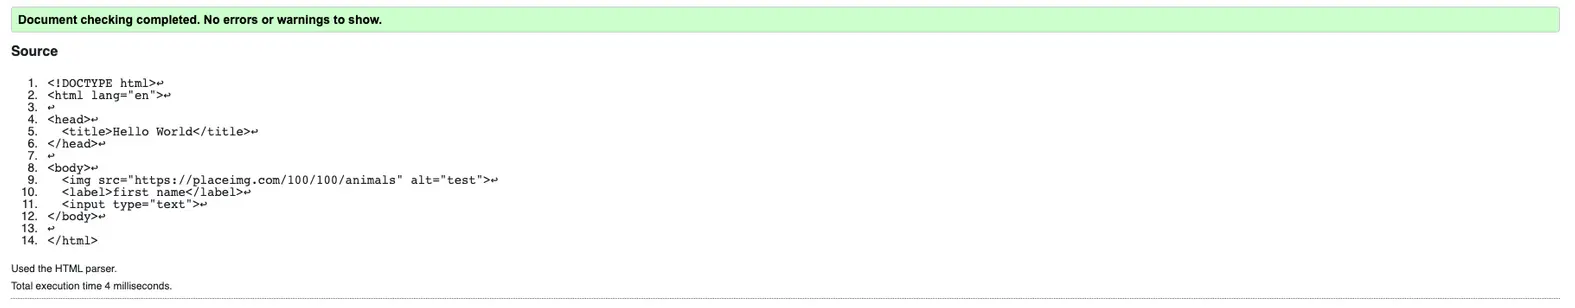 Document checking completed. No errors or warnings to show.
Source
1. <!DOCTYPE html>↩
2. <html lang="en">↩
3. ↩
4. <head>↩
5.   <title>Hello World</title>↩
6. </head>↩
7. ↩
8. <body>↩
9.   <img src="https://placeimg.com/100/100/animals" alt="test">↩
10.   <label>first name</label>↩
11.   <input type="text">↩
12. </body>↩
13. ↩
14. </html>
Used the HTML parser.
Total execution time 4 milliseconds.